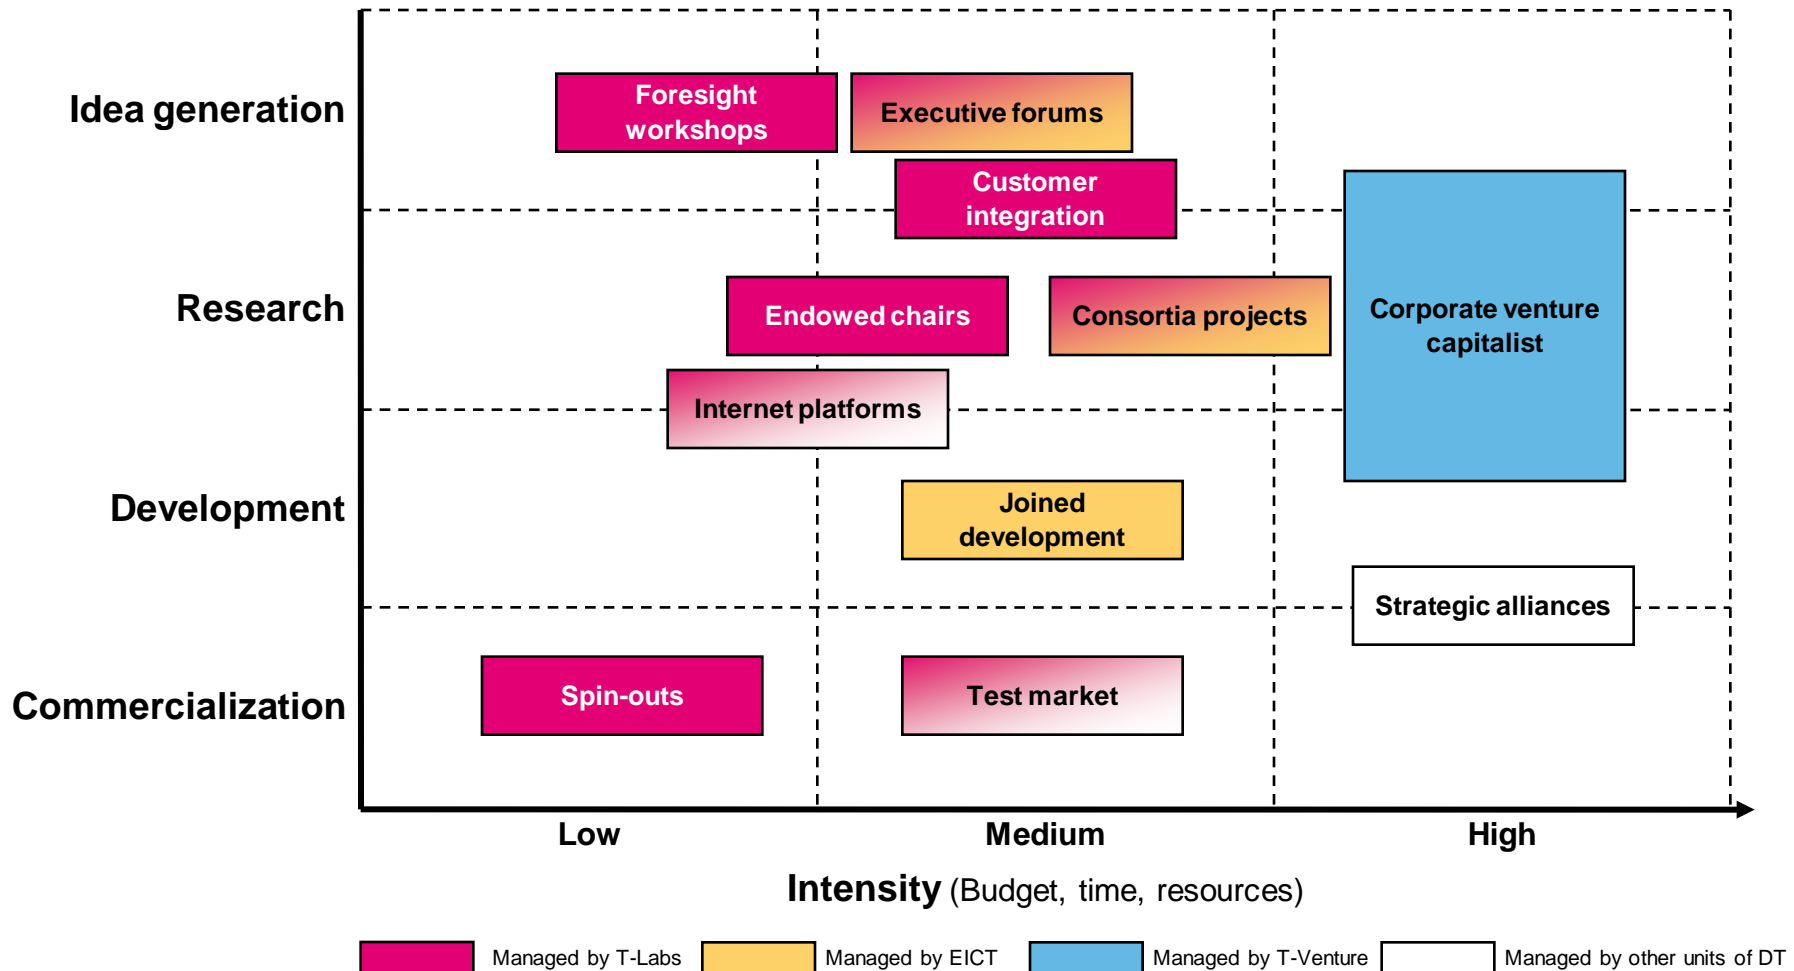 Idea generation
Foresight
workshops
Executive forums
Customer
integration
Research
Endowed chairs
Consortia projects
Corporate venture
capitalist
Internet platforms
Development
Joined
development
Strategic alliances
Commercialization
Spin-outs
Test market
Low
Medium
High
Intensity (Budget, time, resources)
Managed by T-Labs
Managed by EICT
Managed by T-Venture
Managed by other units of DT